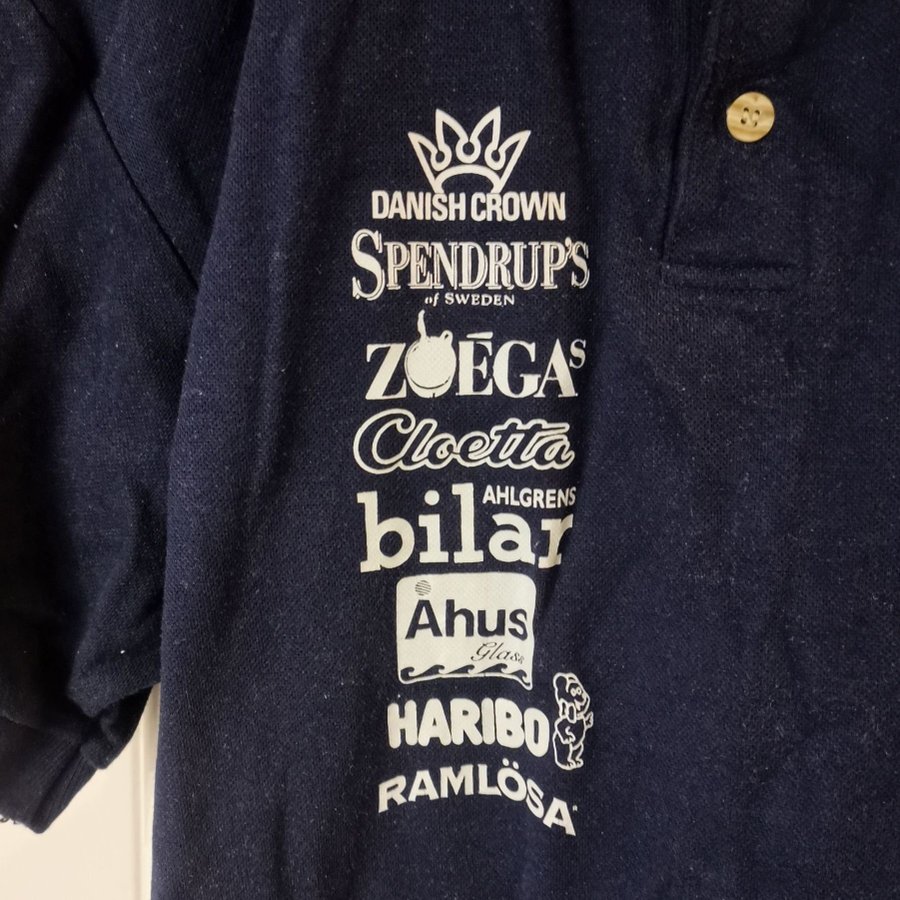 DANISH CROWN
SPENDRUP'S
of SWEDEN
ZOÉGAS
Cloetta
AHLGRENS
bilar
Åhus
Glass
HARIBO
RAMLÖSA